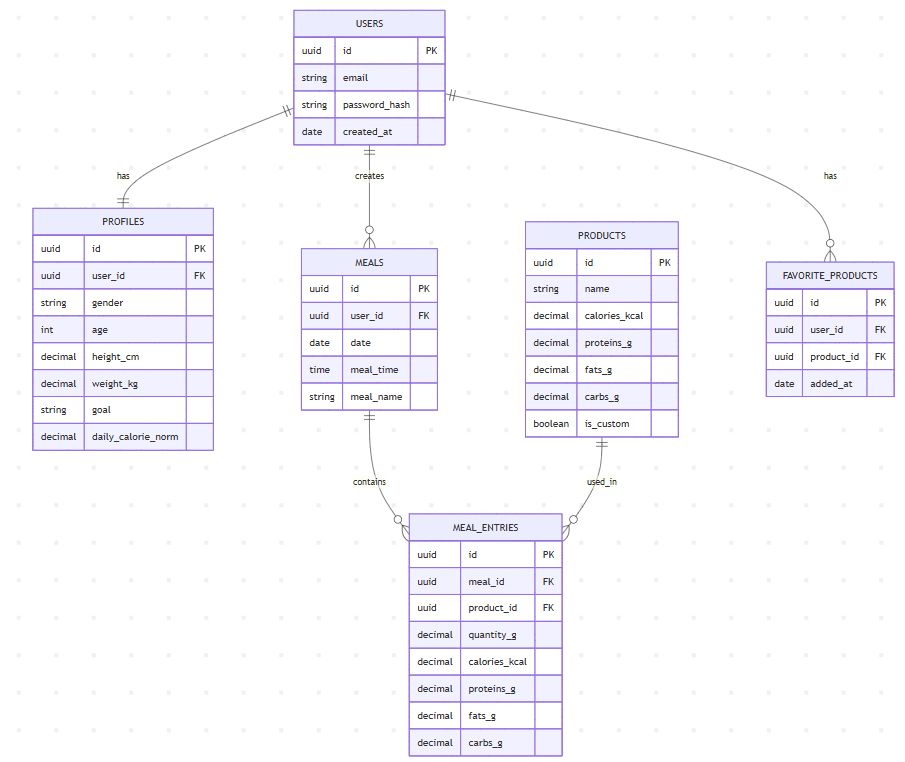 USERS
uuid id PK
string email
string password_hash
date created_at
has
creates
has
PROFILES
uuid id PK
uuid user_id FK
string gender
int age
decimal height_cm
decimal weight_kg
string goal
decimal daily_calorie_norm
MEALS
uuid id PK
uuid user_id FK
date date
time meal_time
string meal_name
PRODUCTS
uuid id PK
string name
decimal calories_kcal
decimal proteins_g
decimal fats_g
decimal carbs_g
boolean is_custom
FAVORITE_PRODUCTS
uuid id PK
uuid user_id FK
uuid product_id FK
date added_at
contains
used_in
MEAL_ENTRIES
uuid id PK
uuid meal_id FK
uuid product_id FK
decimal quantity_g
decimal calories_kcal
decimal proteins_g
decimal fats_g
decimal carbs_g